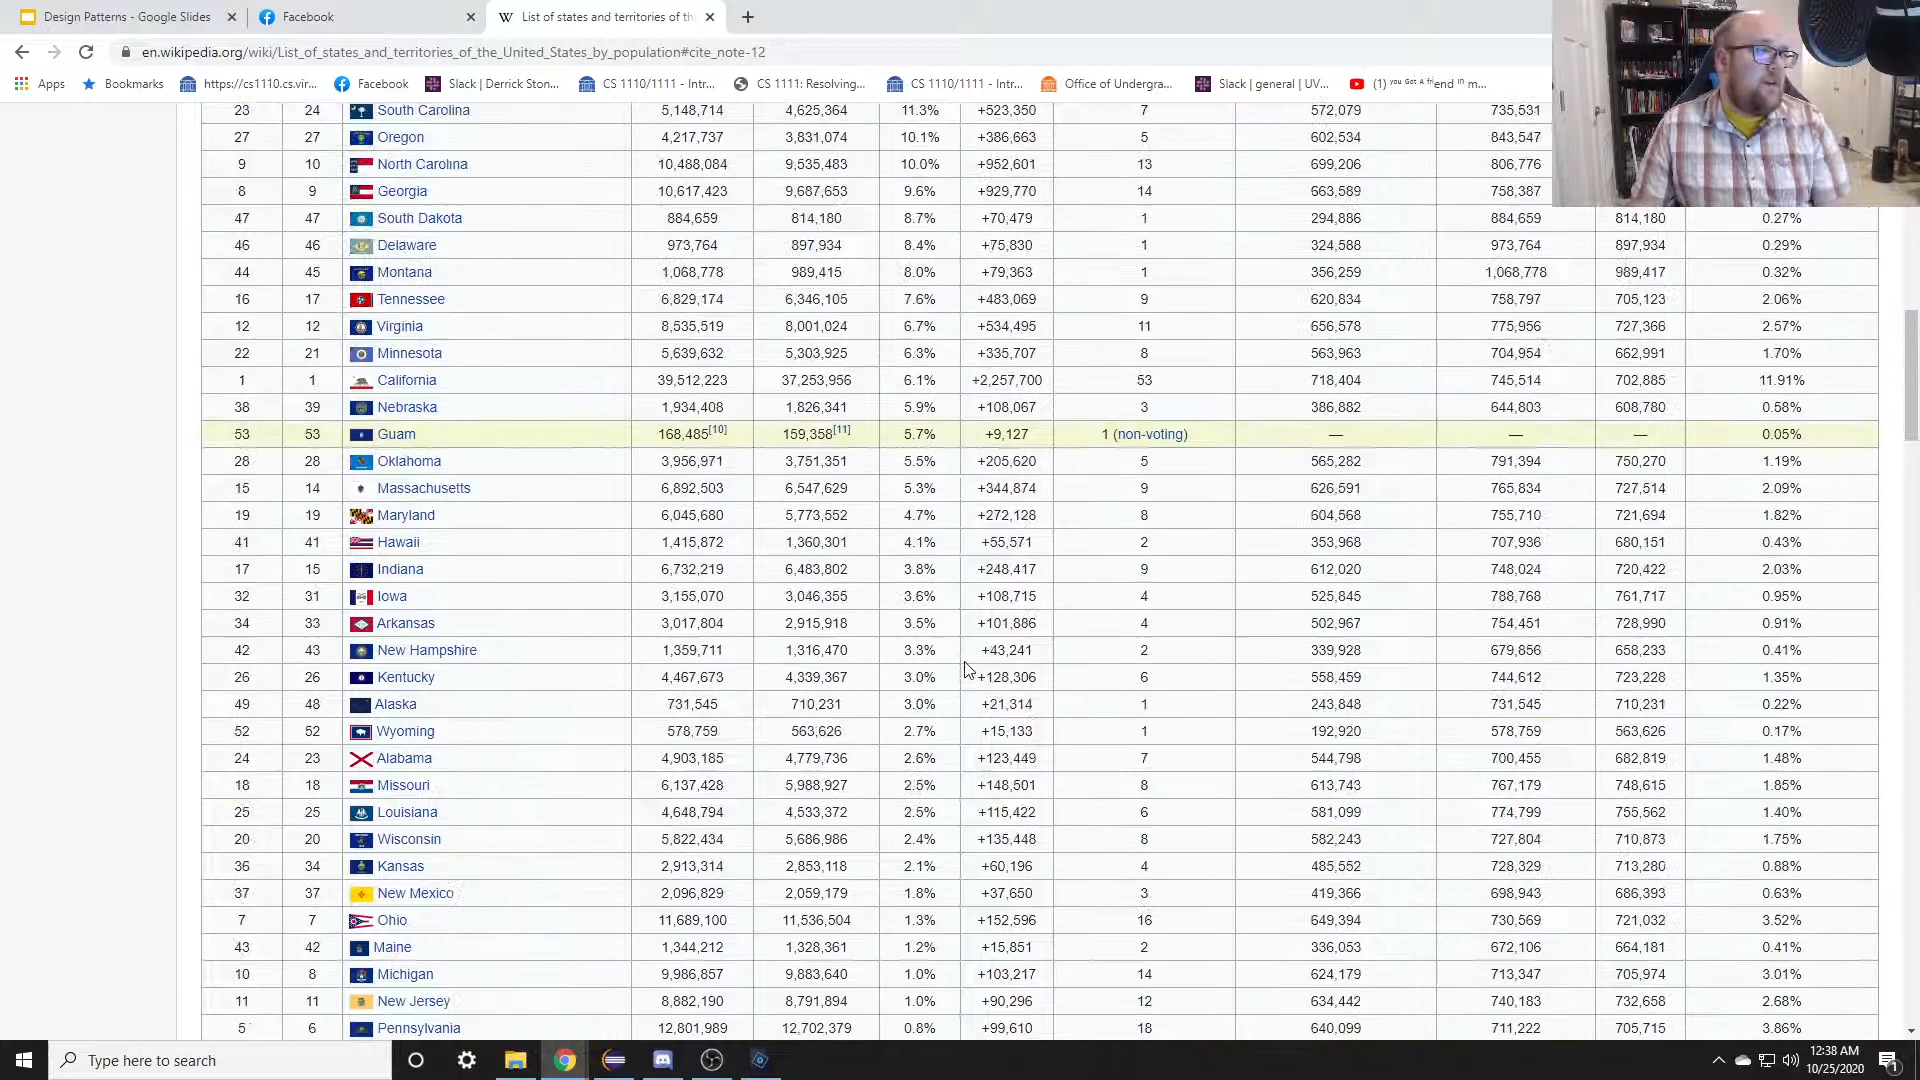 Design Patterns - Google Slides
Facebook
List of states and territories of th
en.wikipedia.org/wiki/List_of_states_and_territories_of_the_United_States_by_population#cite_note-12
Apps Bookmarks https://cs1110.cs.vir... Facebook Slack | Derrick Ston... CS 1110/1111 - Intr... CS 1111: Resolving... CS 1110/1111 - Intr... Office of Undergra... Slack | general | UV... (1) ʸᵒᵘ ᴳᵒᵗ ᴬ ᶠʳiend ᶦⁿ m...
23 24 South Carolina 5,148,714 4,625,364 11.3% +523,350 7 572,079 735,531
27 27 Oregon 4,217,737 3,831,074 10.1% +386,663 5 602,534 843,547
9 10 North Carolina 10,488,084 9,535,483 10.0% +952,601 13 699,206 806,776
8 9 Georgia 10,617,423 9,687,653 9.6% +929,770 14 663,589 758,387
47 47 South Dakota 884,659 814,180 8.7% +70,479 1 294,886 884,659 814,180 0.27%
46 46 Delaware 973,764 897,934 8.4% +75,830 1 324,588 973,764 897,934 0.29%
44 45 Montana 1,068,778 989,415 8.0% +79,363 1 356,259 1,068,778 989,417 0.32%
16 17 Tennessee 6,829,174 6,346,105 7.6% +483,069 9 620,834 758,797 705,123 2.06%
12 12 Virginia 8,535,519 8,001,024 6.7% +534,495 11 656,578 775,956 727,366 2.57%
22 21 Minnesota 5,639,632 5,303,925 6.3% +335,707 8 563,963 704,954 662,991 1.70%
1 1 California 39,512,223 37,253,956 6.1% +2,257,700 53 718,404 745,514 702,885 11.91%
38 39 Nebraska 1,934,408 1,826,341 5.9% +108,067 3 386,882 644,803 608,780 0.58%
53 53 Guam 168,485[10] 159,358[11] 5.7% +9,127 1 (non-voting) — — — 0.05%
28 28 Oklahoma 3,956,971 3,751,351 5.5% +205,620 5 565,282 791,394 750,270 1.19%
15 14 Massachusetts 6,892,503 6,547,629 5.3% +344,874 9 626,591 765,834 727,514 2.09%
19 19 Maryland 6,045,680 5,773,552 4.7% +272,128 8 604,568 755,710 721,694 1.82%
41 41 Hawaii 1,415,872 1,360,301 4.1% +55,571 2 353,968 707,936 680,151 0.43%
17 15 Indiana 6,732,219 6,483,802 3.8% +248,417 9 612,020 748,024 720,422 2.03%
32 31 Iowa 3,155,070 3,046,355 3.6% +108,715 4 525,845 788,768 761,717 0.95%
34 33 Arkansas 3,017,804 2,915,918 3.5% +101,886 4 502,967 754,451 728,990 0.91%
42 43 New Hampshire 1,359,711 1,316,470 3.3% +43,241 2 339,928 679,856 658,233 0.41%
26 26 Kentucky 4,467,673 4,339,367 3.0% +128,306 6 558,459 744,612 723,228 1.35%
49 48 Alaska 731,545 710,231 3.0% +21,314 1 243,848 731,545 710,231 0.22%
52 52 Wyoming 578,759 563,626 2.7% +15,133 1 192,920 578,759 563,626 0.17%
24 23 Alabama 4,903,185 4,779,736 2.6% +123,449 7 544,798 700,455 682,819 1.48%
18 18 Missouri 6,137,428 5,988,927 2.5% +148,501 8 613,743 767,179 748,615 1.85%
25 25 Louisiana 4,648,794 4,533,372 2.5% +115,422 6 581,099 774,799 755,562 1.40%
20 20 Wisconsin 5,822,434 5,686,986 2.4% +135,448 8 582,243 727,804 710,873 1.75%
36 34 Kansas 2,913,314 2,853,118 2.1% +60,196 4 485,552 728,329 713,280 0.88%
37 37 New Mexico 2,096,829 2,059,179 1.8% +37,650 3 419,366 698,943 686,393 0.63%
7 7 Ohio 11,689,100 11,536,504 1.3% +152,596 16 649,394 730,569 721,032 3.52%
43 42 Maine 1,344,212 1,328,361 1.2% +15,851 2 336,053 672,106 664,181 0.41%
10 8 Michigan 9,986,857 9,883,640 1.0% +103,217 14 624,179 713,347 705,974 3.01%
11 11 New Jersey 8,882,190 8,791,894 1.0% +90,296 12 634,442 740,183 732,658 2.68%
5 6 Pennsylvania 12,801,989 12,702,379 0.8% +99,610 18 640,099 711,222 705,715 3.86%
Type here to search
12:38 AM
10/25/2020
1